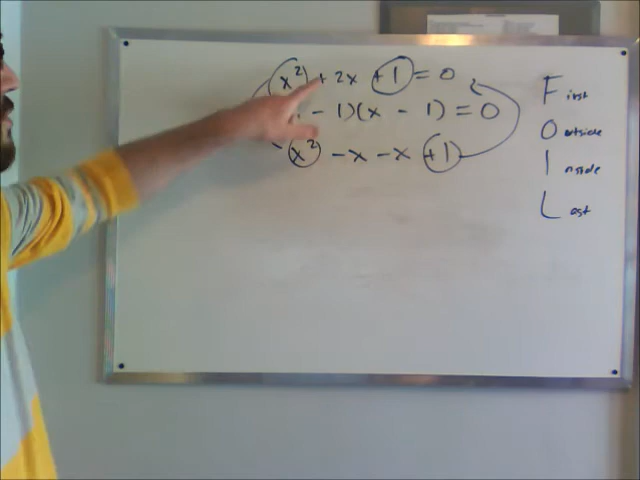 x² + 2x +1 = 0
- 1)(x - 1) = 0
x² - x - x +1
First
Outside
Inside
Last